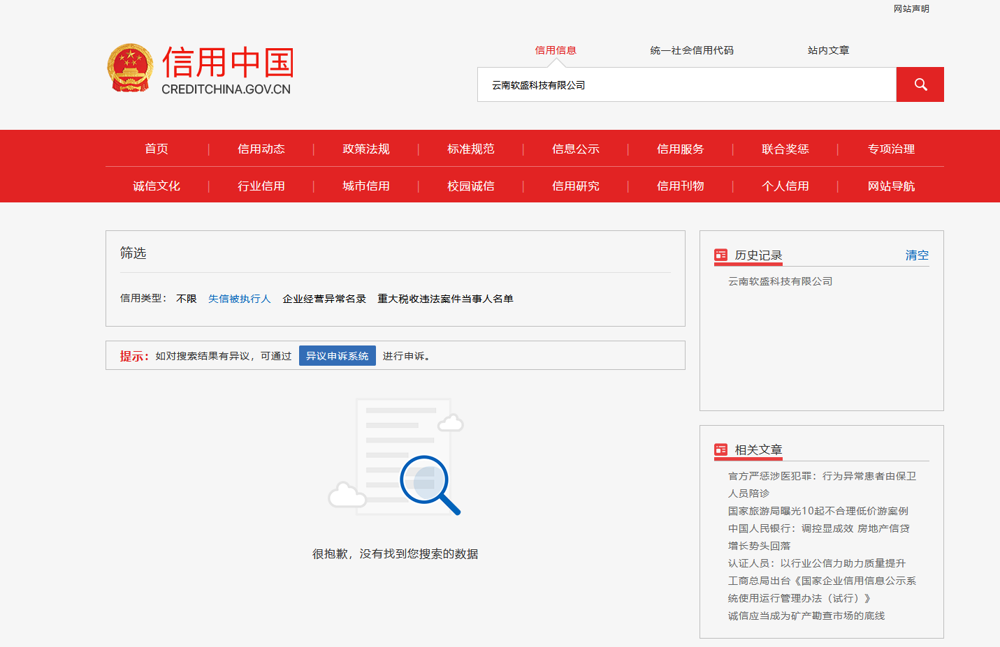 网站声明
信用中国
CREDITCHINA.GOV.CN
信用信息 统一社会信用代码 站内文章
云南软盛科技有限公司
首页 | 信用动态 | 政策法规 | 标准规范 | 信息公示 | 信用服务 | 联合奖惩 | 专项治理
诚信文化 | 行业信用 | 城市信用 | 校园诚信 | 信用研究 | 信用刊物 | 个人信用 | 网站导航
筛选
信用类型： 不限 失信被执行人 企业经营异常名录 重大税收违法案件当事人名单
提示：如对搜索结果有异议，可通过 异议申诉系统 进行申诉。
很抱歉，没有找到您搜索的数据
历史记录 清空
云南软盛科技有限公司
相关文章
官方严惩涉医犯罪：行为异常患者由保卫
人员陪诊
国家旅游局曝光10起不合理低价游案例
中国人民银行：调控显成效 房地产信贷
增长势头回落
认证人员：以行业公信力助力质量提升
工商总局出台《国家企业信用信息公示系
统使用运行管理办法（试行）》
诚信应当成为矿产勘查市场的底线